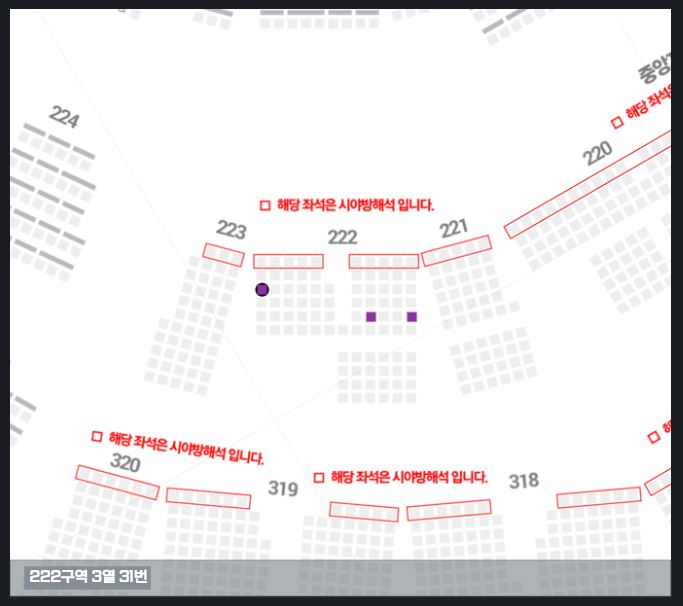 224
중앙
□ 해당 좌석
220
□ 해당 좌석은 시야방해석 입니다.
223
222
221
□ 해당 좌석은 시야방해석 입니다.
320
319
□ 해당 좌석은 시야방해석 입니다.
318
222구역 3열 31번